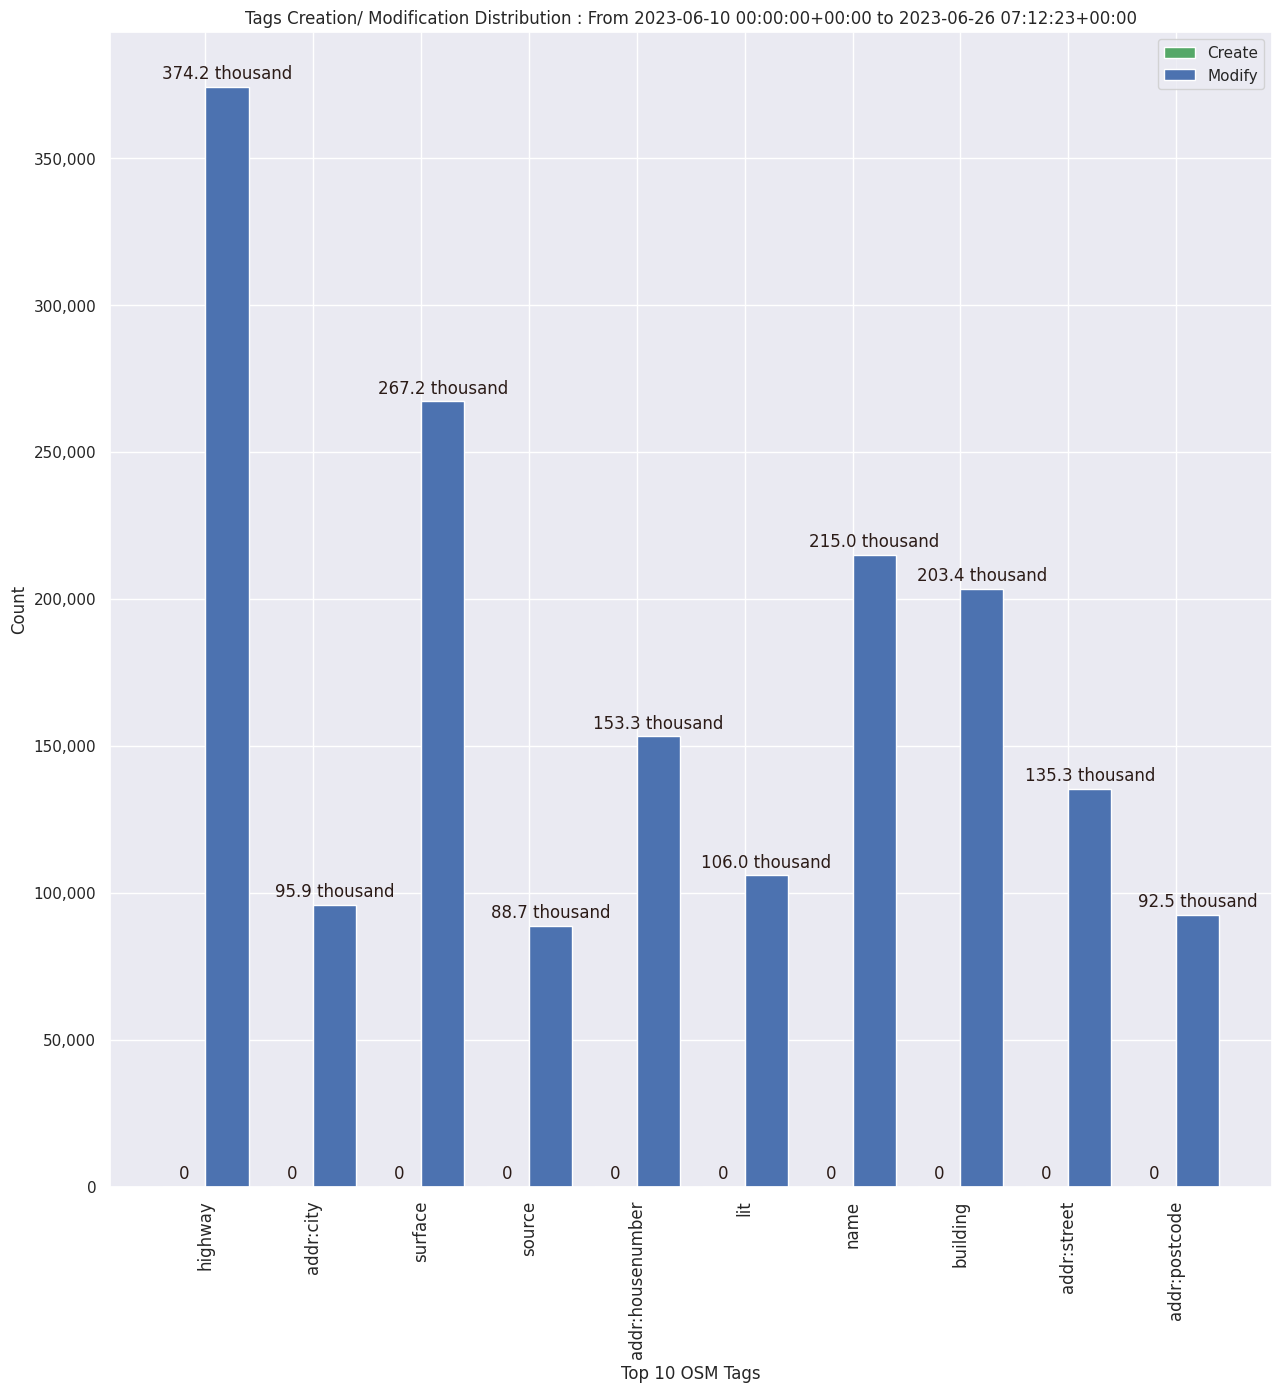 Tags Creation/ Modification Distribution : From 2023-06-10 00:00:00+00:00 to 2023-06-26 07:12:23+00:00
Create
Modify
374.2 thousand
95.9 thousand
267.2 thousand
88.7 thousand
153.3 thousand
106.0 thousand
215.0 thousand
203.4 thousand
135.3 thousand
92.5 thousand
0
0
0
0
0
0
0
0
0
0
350,000
300,000
250,000
200,000
150,000
100,000
50,000
0
Count
highway
addr:city
surface
source
addr:housenumber
lit
name
building
addr:street
addr:postcode
Top 10 OSM Tags